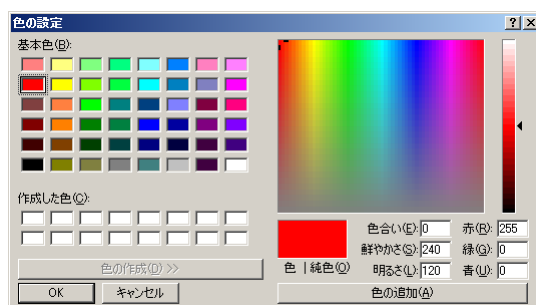 色の設定
基本色(B):
作成した色(C):
色の作成(D) >>
OK キャンセル
色 | 純色(O)
色合い(E): 0 赤(R): 255
鮮やかさ(S): 240 緑(G): 0
明るさ(L): 120 青(U): 0
色の追加(A)